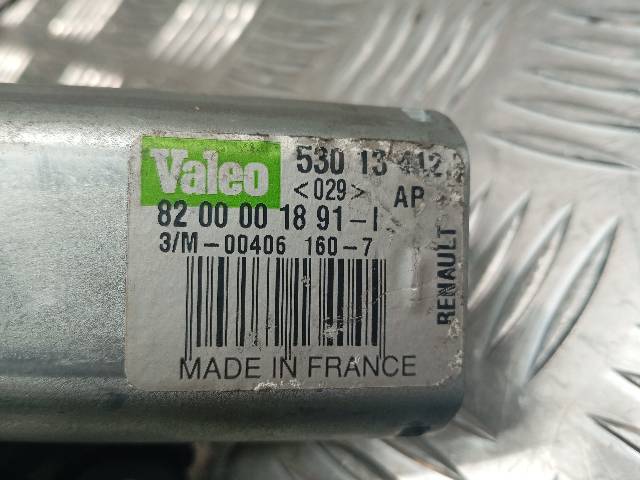 Valeo 530 13 412
<029> AP
82 00 00 18 91-I
3/M-00406 160-7
RENAULT
MADE IN FRANCE